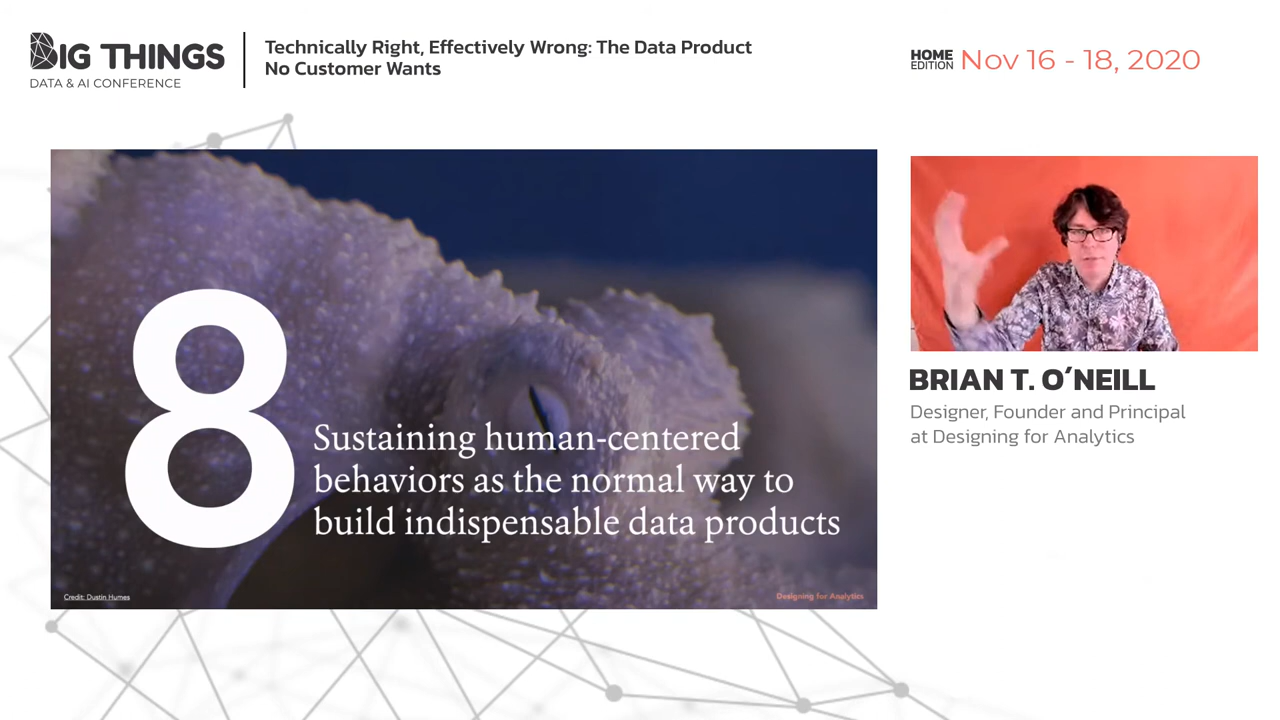 BIG THINGS
DATA & AI CONFERENCE
Technically Right, Effectively Wrong: The Data Product
No Customer Wants
HOME
EDITION
Nov 16 - 18, 2020
8
Sustaining human-centered
behaviors as the normal way to
build indispensable data products
Credit: Dustin Humes
Designing for Analytics
BRIAN T. O´NEILL
Designer, Founder and Principal
at Designing for Analytics